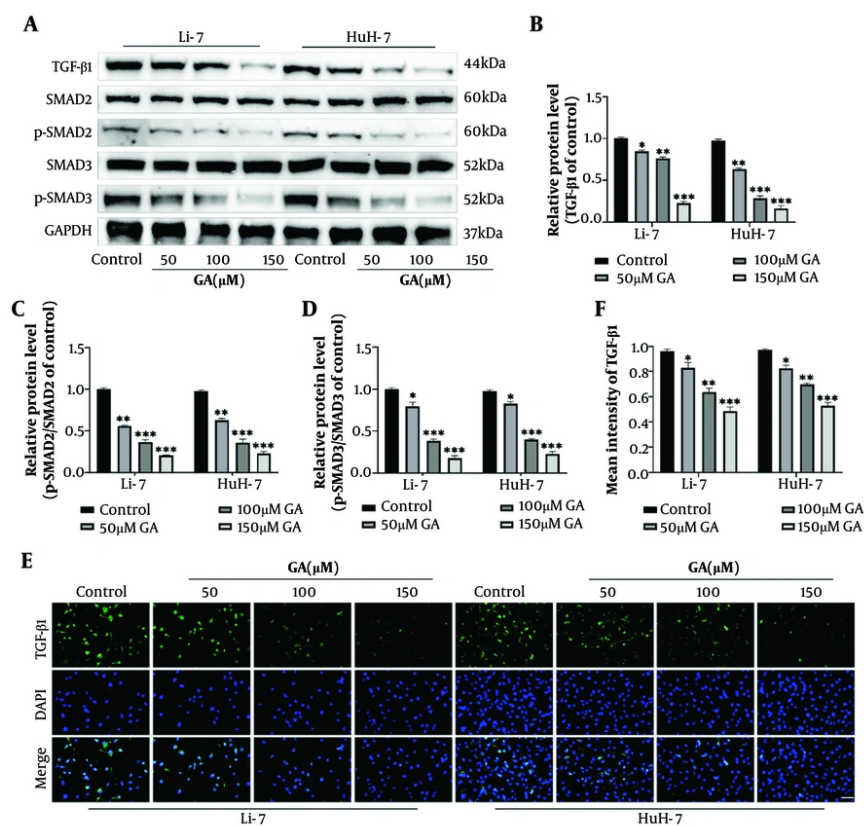 A
Li-7 HuH-7
TGF-β1 44kDa
SMAD2 60kDa
p-SMAD2 60kDa
SMAD3 52kDa
p-SMAD3 52kDa
GAPDH 37kDa
Control 50 100 150 Control 50 100 150
GA(μM) GA(μM)
B
Relative protein level
(TGF-β1 of control)
1.5
1.0
0.5
0.0
* ** *** ** *** ***
Li-7 HuH-7
Control 100μM GA
50μM GA 150μM GA
C
Relative protein level
(p-SMAD2/SMAD2 of control)
1.5
1.0
0.5
0.0
** *** *** ** *** ***
Li-7 HuH-7
Control 100μM GA
50μM GA 150μM GA
D
Relative protein level
(p-SMAD3/SMAD3 of control)
1.5
1.0
0.5
0.0
* *** *** * *** ***
Li-7 HuH-7
Control 100μM GA
50μM GA 150μM GA
F
Mean intensity of TGF-β1
1.0
0.8
0.6
0.4
0.2
0.0
* ** *** * ** ***
Li-7 HuH-7
Control 100μM GA
50μM GA 150μM GA
E
GA(μM) GA(μM)
Control 50 100 150 Control 50 100 150
TGF-β1
DAPI
Merge
Li-7 HuH-7